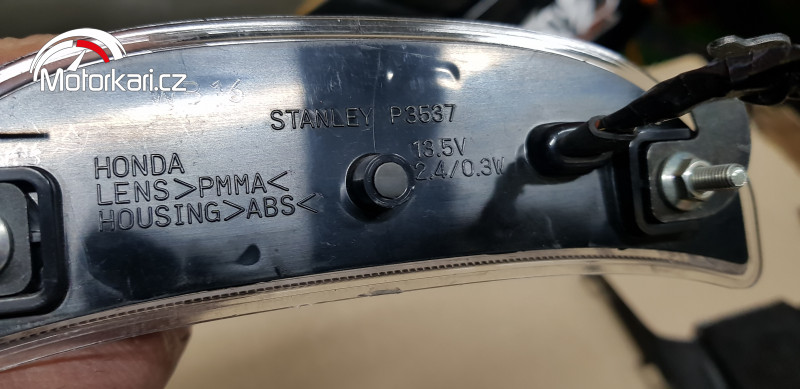 Motorkari.cz
STANLEY P3537
13.5V
2.4/0.3W
HONDA
LENS>PMMA<
HOUSING>ABS<